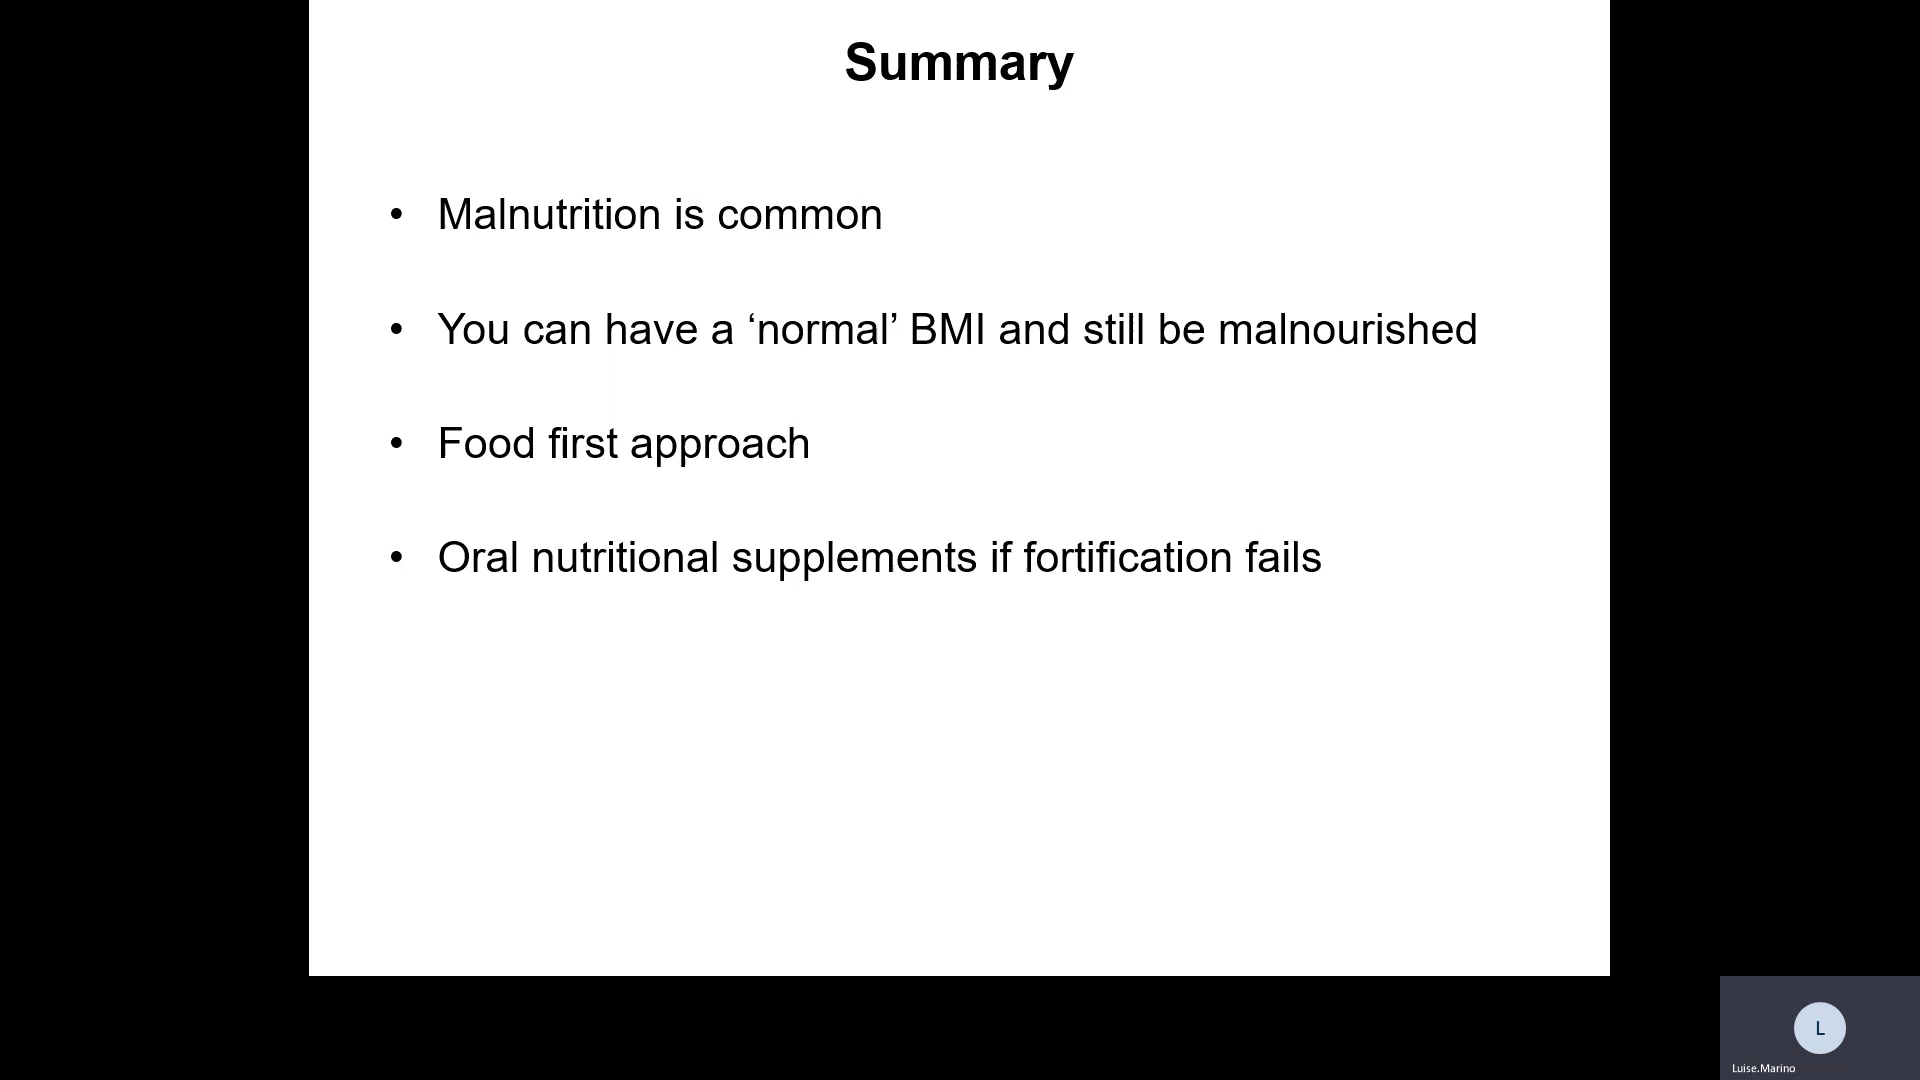 Summary
• Malnutrition is common
• You can have a ‘normal’ BMI and still be malnourished
• Food first approach
• Oral nutritional supplements if fortification fails
L
Luise.Marino